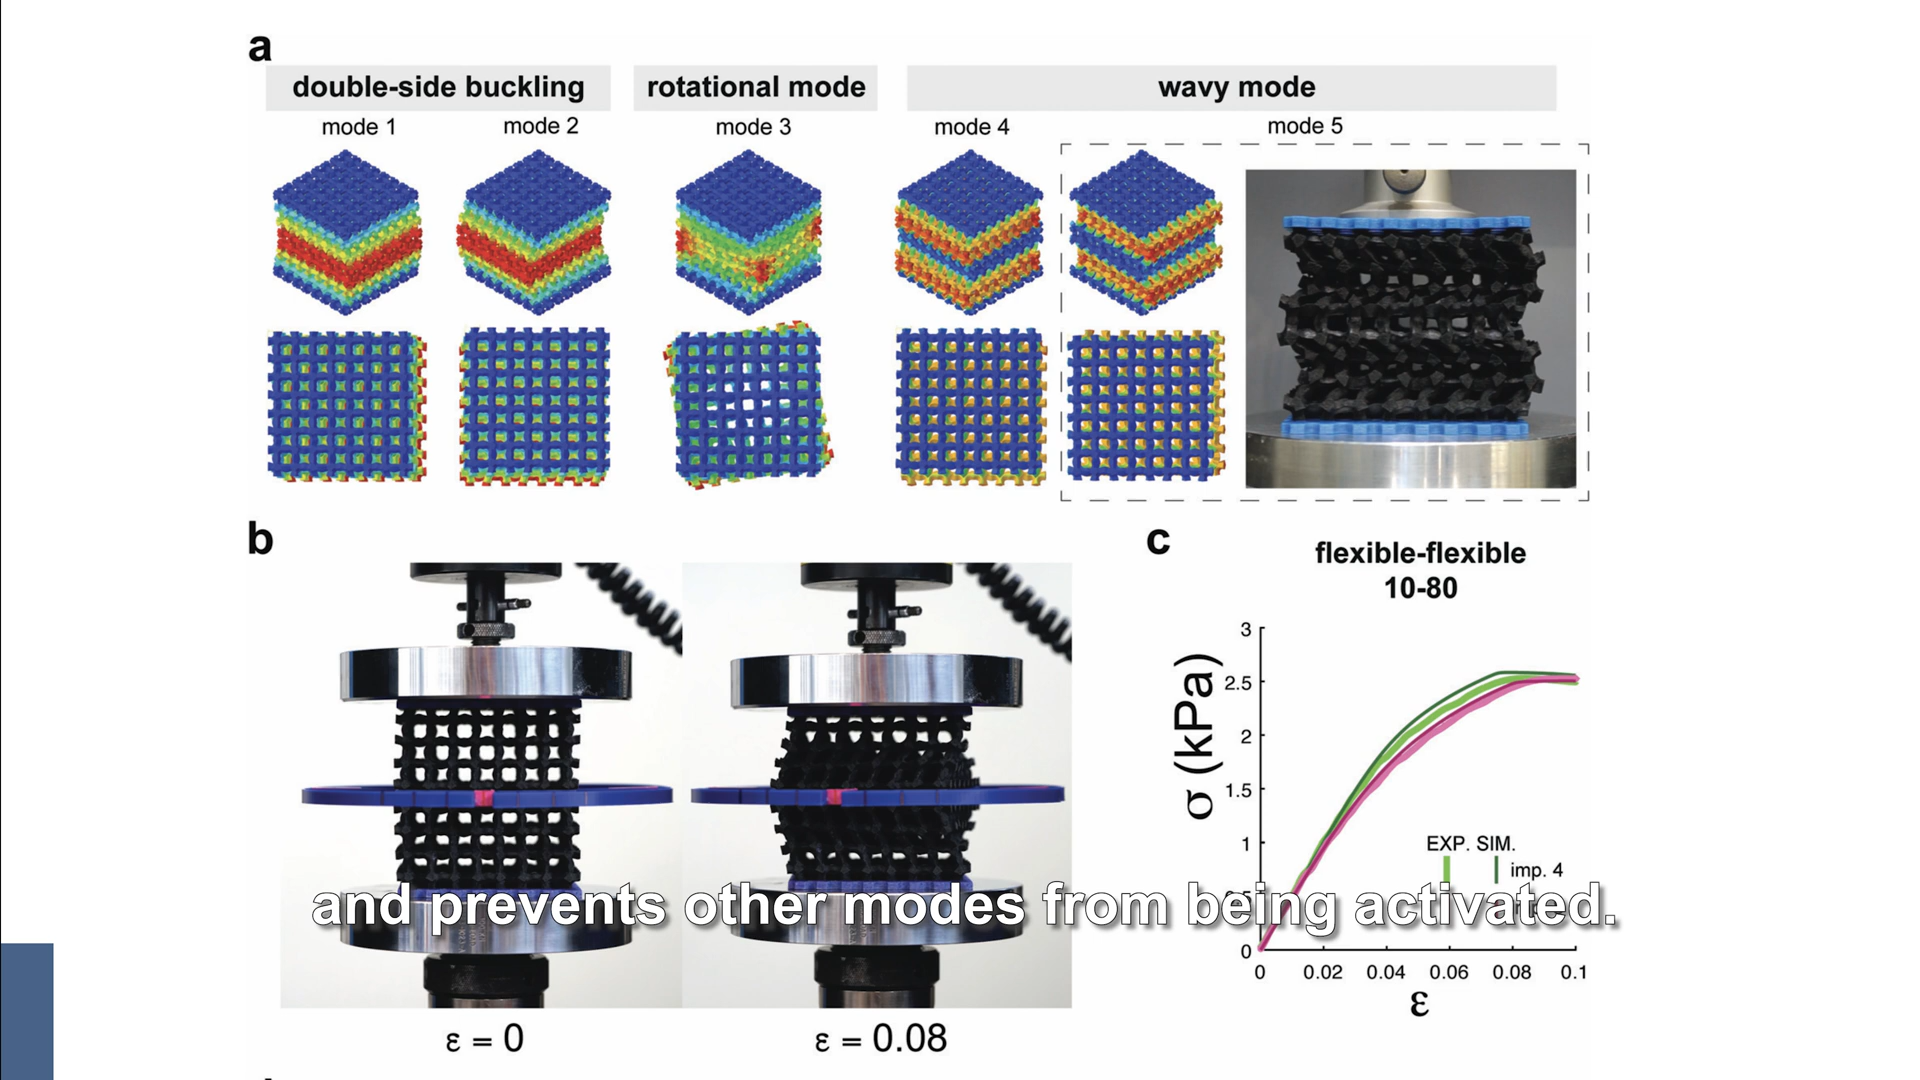 a
double-side buckling
rotational mode
wavy mode
mode 1
mode 2
mode 3
mode 4
mode 5
b
ε = 0
ε = 0.08
c
flexible-flexible
10-80
σ (kPa)
3
2.5
2
1.5
1
0
0
0.02
0.04
0.06
0.08
0.1
ε
EXP. SIM.
imp. 4
and prevents other modes from being activated.